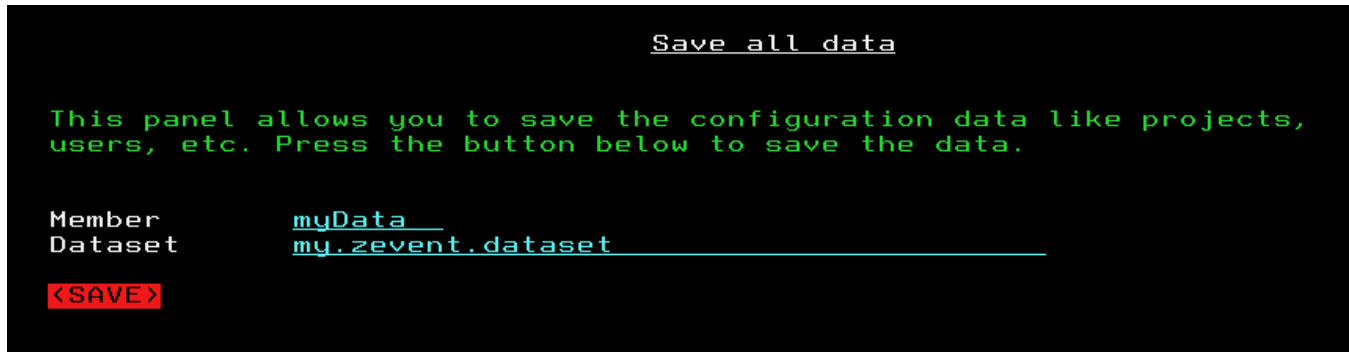 Save all data
This panel allows you to save the configuration data like projects,
users, etc. Press the button below to save the data.
Member myData
Dataset my.zevent.dataset
<SAVE>